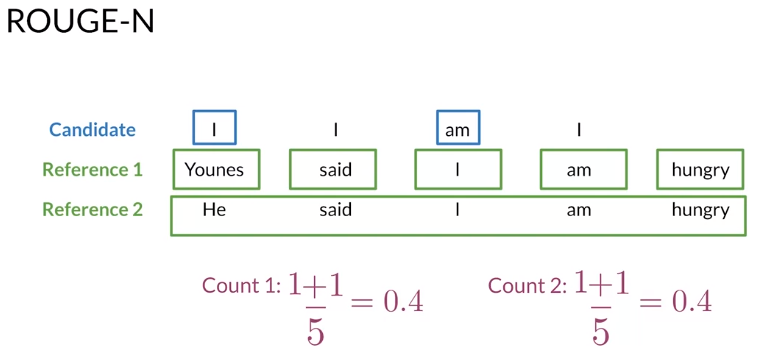 ROUGE-N
Candidate I I am I
Reference 1 Younes said I am hungry
Reference 2 He said I am hungry
Count 1: 1+1/5 = 0.4 Count 2: 1+1/5 = 0.4